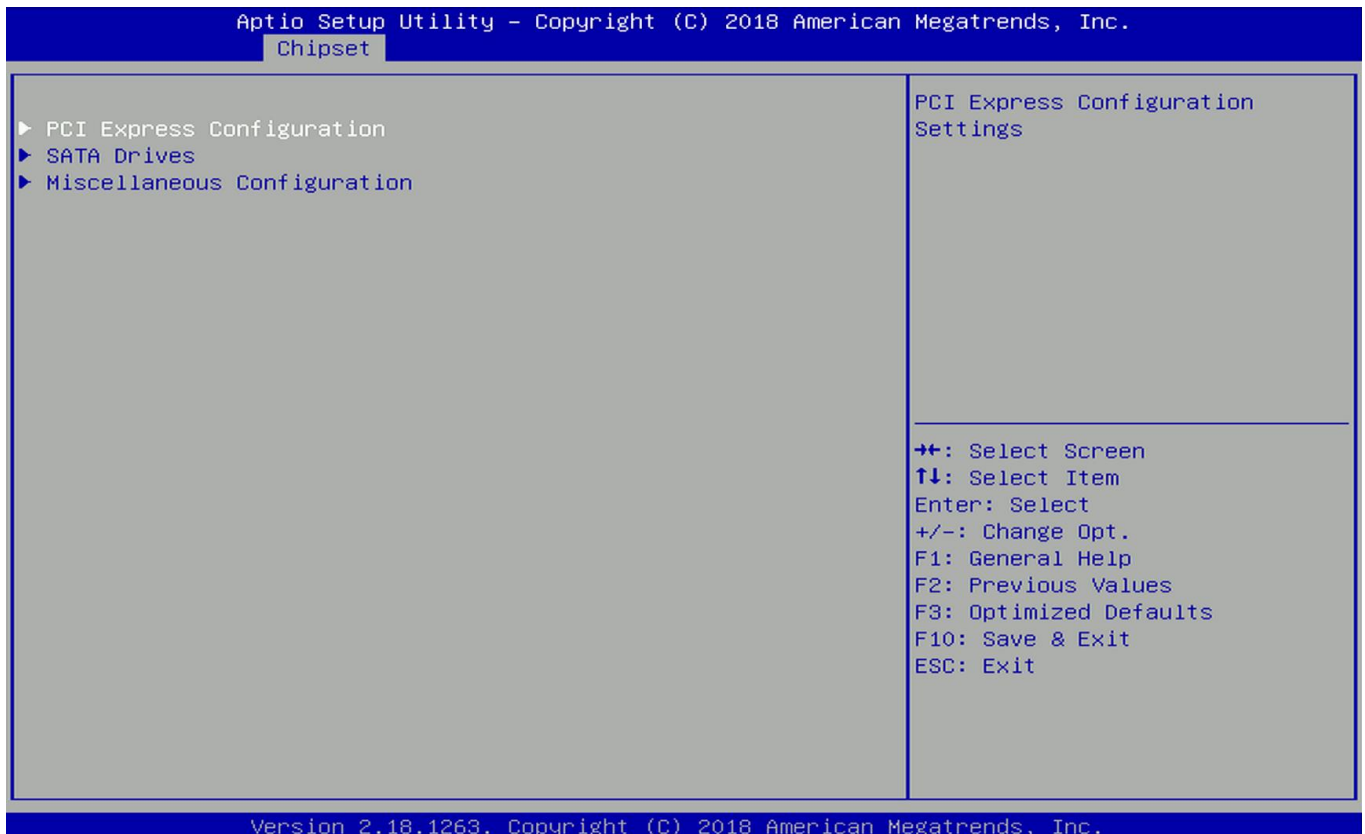 Aptio Setup Utility – Copyright (C) 2018 American Megatrends, Inc.
Chipset
▶ PCI Express Configuration
▶ SATA Drives
▶ Miscellaneous Configuration
PCI Express Configuration
Settings
→←: Select Screen
↑↓: Select Item
Enter: Select
+/-: Change Opt.
F1: General Help
F2: Previous Values
F3: Optimized Defaults
F10: Save & Exit
ESC: Exit
Version 2.18.1263. Copyright (C) 2018 American Megatrends, Inc.